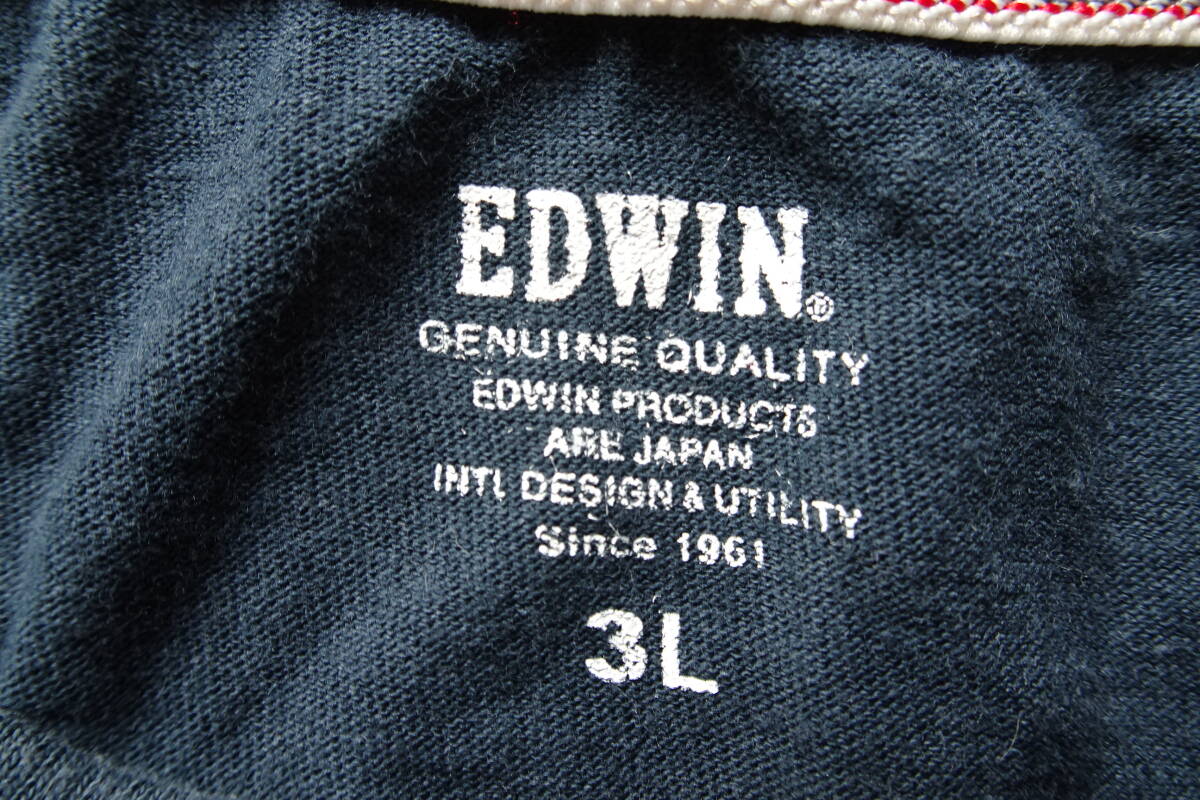 EDWIN®
GENUINE QUALITY
EDWIN PRODUCTS
ARE JAPAN
INTL DESIGN & UTILITY
Since 1961
3L